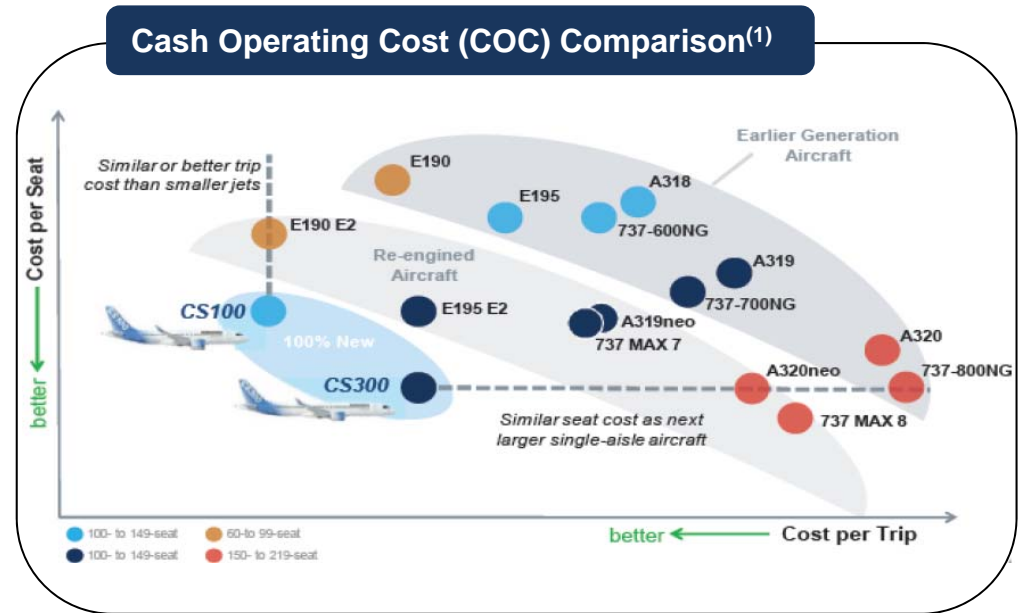 Cash Operating Cost (COC) Comparison(1)
Cost per Seat
better
Similar or better trip
cost than smaller jets
Earlier Generation
Aircraft
E190
A318
E195
737-600NG
E190 E2
Re-engined
Aircraft
A319
737-700NG
CS100
E195 E2
A319neo
737 MAX 7
100% New
A320
A320neo
737-800NG
CS300
Similar seat cost as next
larger single-aisle aircraft
737 MAX 8
100- to 149-seat
60-to 99-seat
100- to 149-seat
150- to 219-seat
better
Cost per Trip